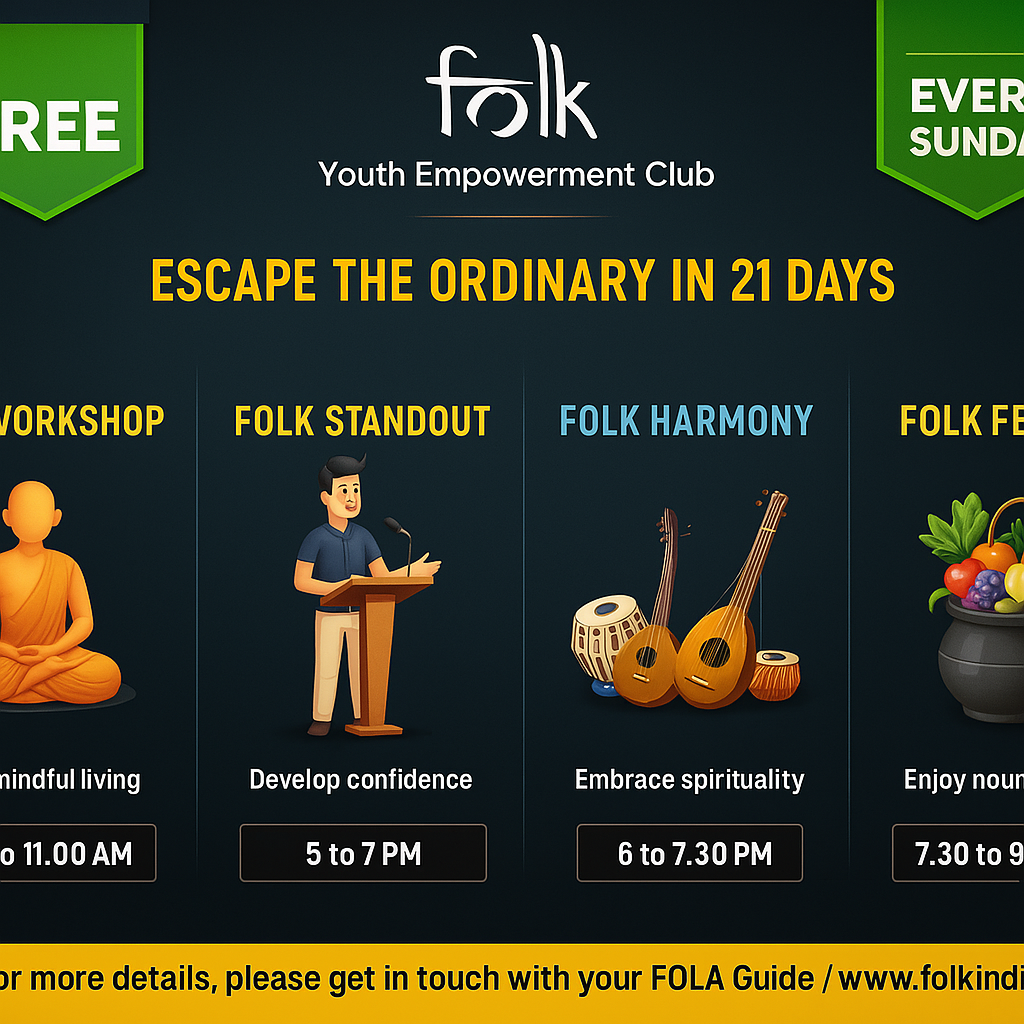 REE
folk
Youth Empowerment Club
EVER
SUNDA
ESCAPE THE ORDINARY IN 21 DAYS
WORKSHOP
FOLK STANDOUT
FOLK HARMONY
FOLK FE
mindful living
Develop confidence
Embrace spirituality
Enjoy nour
o 11.00 AM
5 to 7 PM
6 to 7.30 PM
7.30 to 9
or more details, please get in touch with your FOLA Guide / www.folkindi